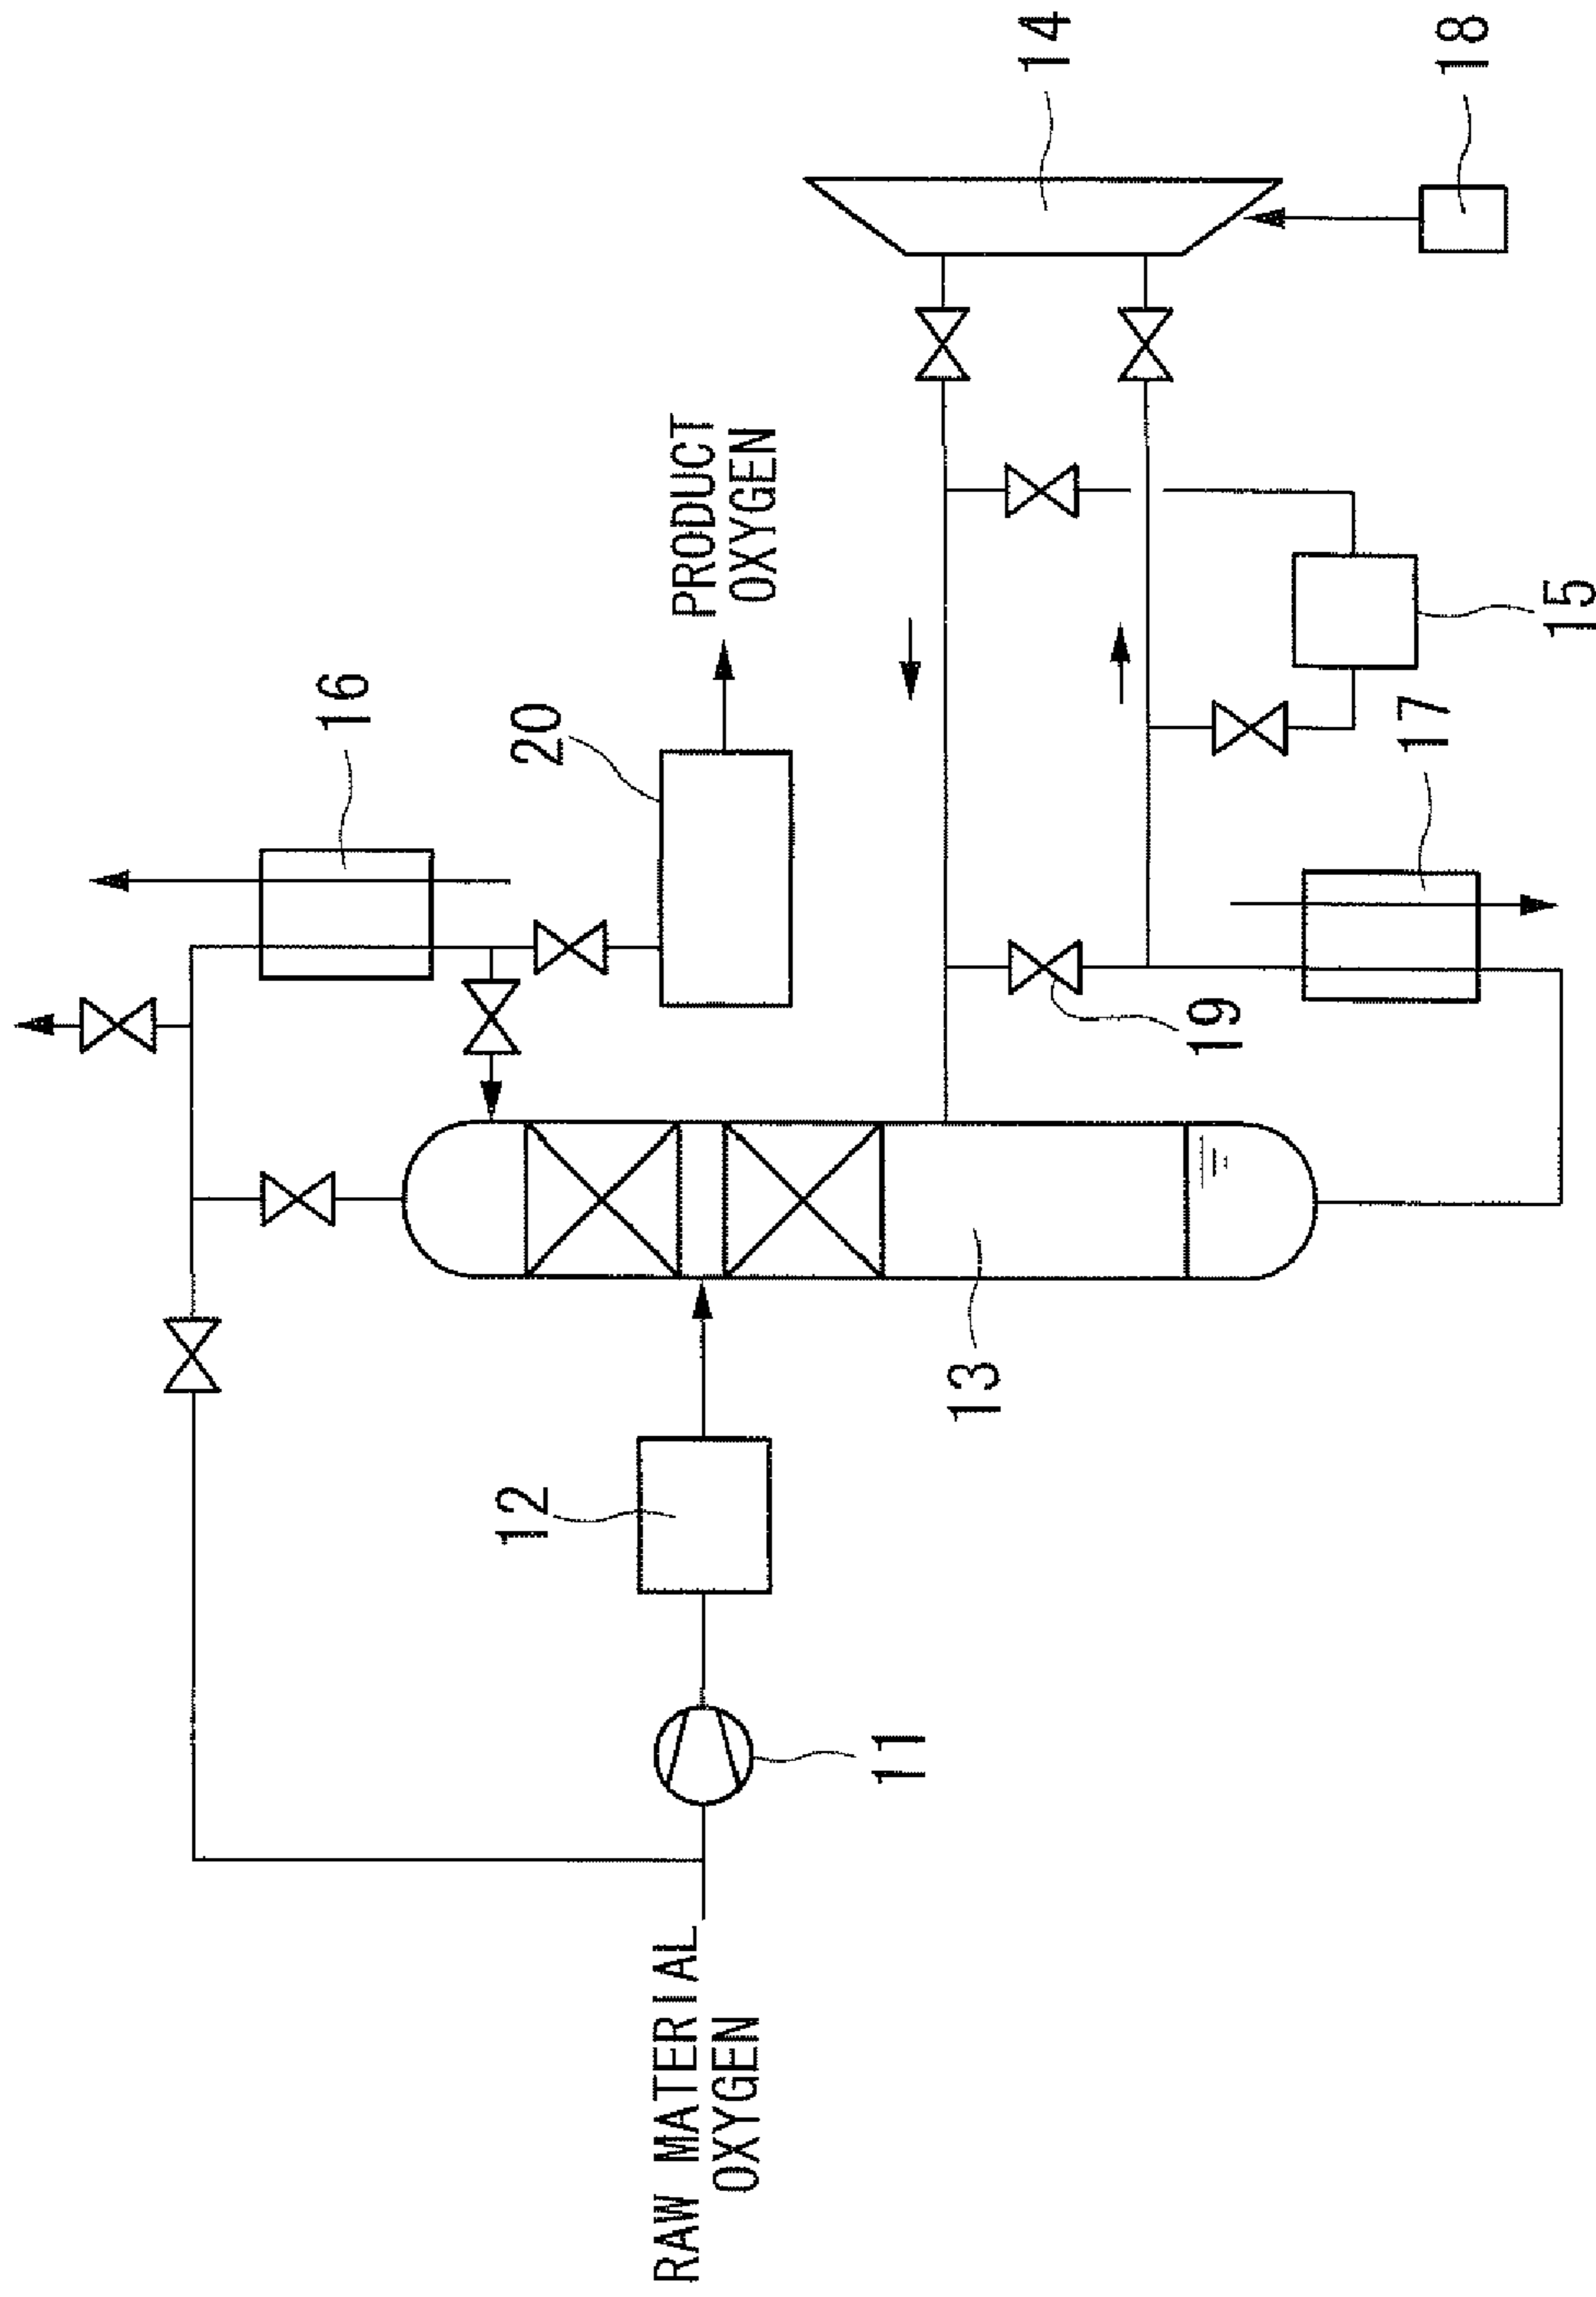 16
12
20
RAW MATERIAL
OXYGEN
PRODUCT
OXYGEN
11
13
14
19
17
18
15